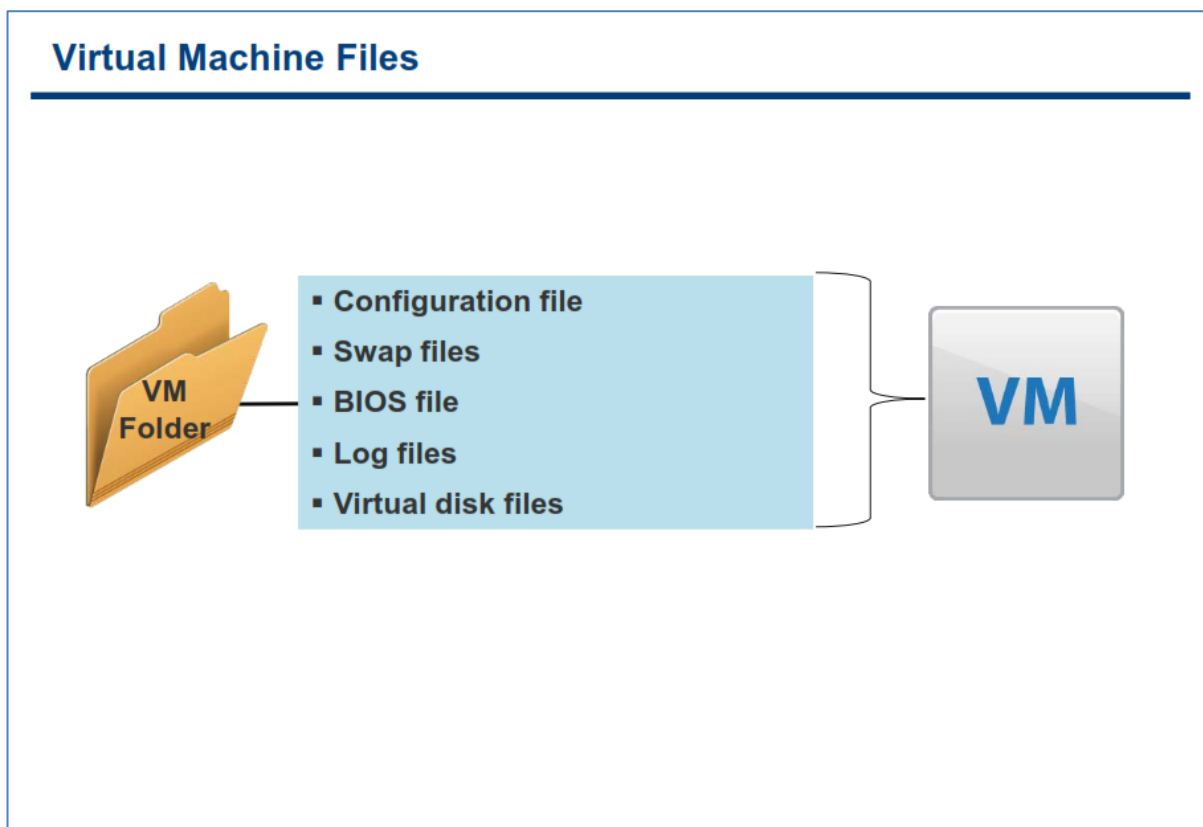 Virtual Machine Files
VM
Folder
▪ Configuration file
▪ Swap files
▪ BIOS file
▪ Log files
▪ Virtual disk files
VM